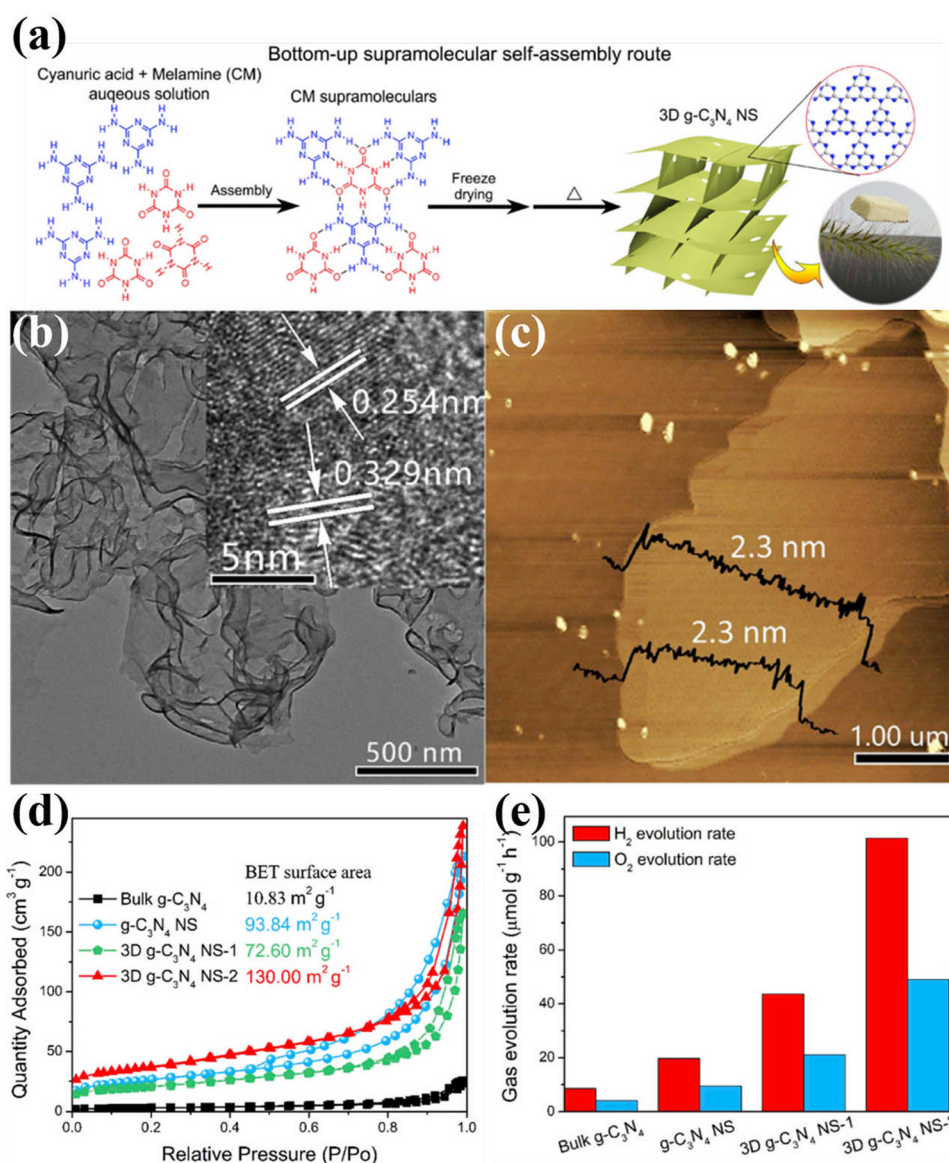 (a)
Bottom-up supramolecular self-assembly route
Cyanuric acid + Melamine (CM)
auqeous solution
CM supramoleculars
3D g-C₃N₄ NS
Assembly
Freeze
drying
△
(b)
0.254nm
0.329nm
5nm
500 nm
(c)
2.3 nm
2.3 nm
1.00 um
(d)
Quantity Adsorbed (cm³ g⁻¹)
200
150
100
50
0
BET surface area
Bulk g-C₃N₄ 10.83 m² g⁻¹
g-C₃N₄ NS 93.84 m² g⁻¹
3D g-C₃N₄ NS-1 72.60 m² g⁻¹
3D g-C₃N₄ NS-2 130.00 m² g⁻¹
0.0 0.2 0.4 0.6 0.8 1.0
Relative Pressure (P/Po)
(e)
Gas evolution rate (μmol g⁻¹ h⁻¹)
100
80
60
40
20
0
H₂ evolution rate
O₂ evolution rate
Bulk g-C₃N₄
g-C₃N₄ NS
3D g-C₃N₄ NS-1